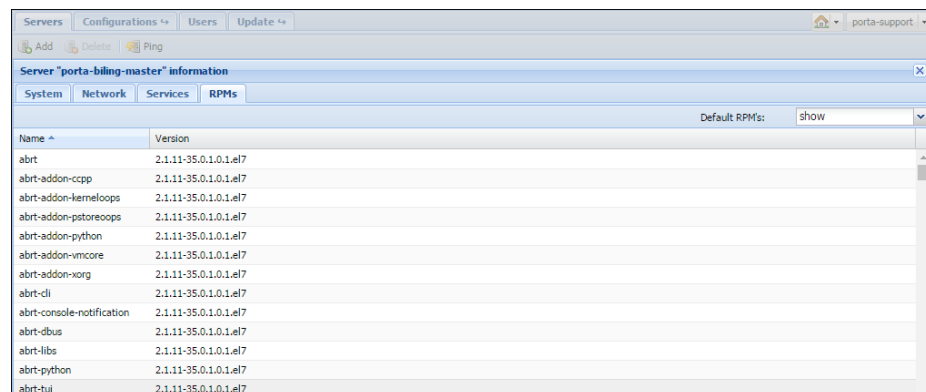 Servers Configurations Users Update porta-support
Add Delete Ping
Server "porta-biling-master" information
System Network Services RPMs
Default RPM's: show
Name Version
abrt 2.1.11-35.0.1.0.1.el7
abrt-addon-ccpp 2.1.11-35.0.1.0.1.el7
abrt-addon-kerneloops 2.1.11-35.0.1.0.1.el7
abrt-addon-pstoreoops 2.1.11-35.0.1.0.1.el7
abrt-addon-python 2.1.11-35.0.1.0.1.el7
abrt-addon-vmcore 2.1.11-35.0.1.0.1.el7
abrt-addon-xorg 2.1.11-35.0.1.0.1.el7
abrt-cli 2.1.11-35.0.1.0.1.el7
abrt-console-notification 2.1.11-35.0.1.0.1.el7
abrt-dbus 2.1.11-35.0.1.0.1.el7
abrt-libs 2.1.11-35.0.1.0.1.el7
abrt-python 2.1.11-35.0.1.0.1.el7
abrt-tui 2.1.11-35.0.1.0.1.el7